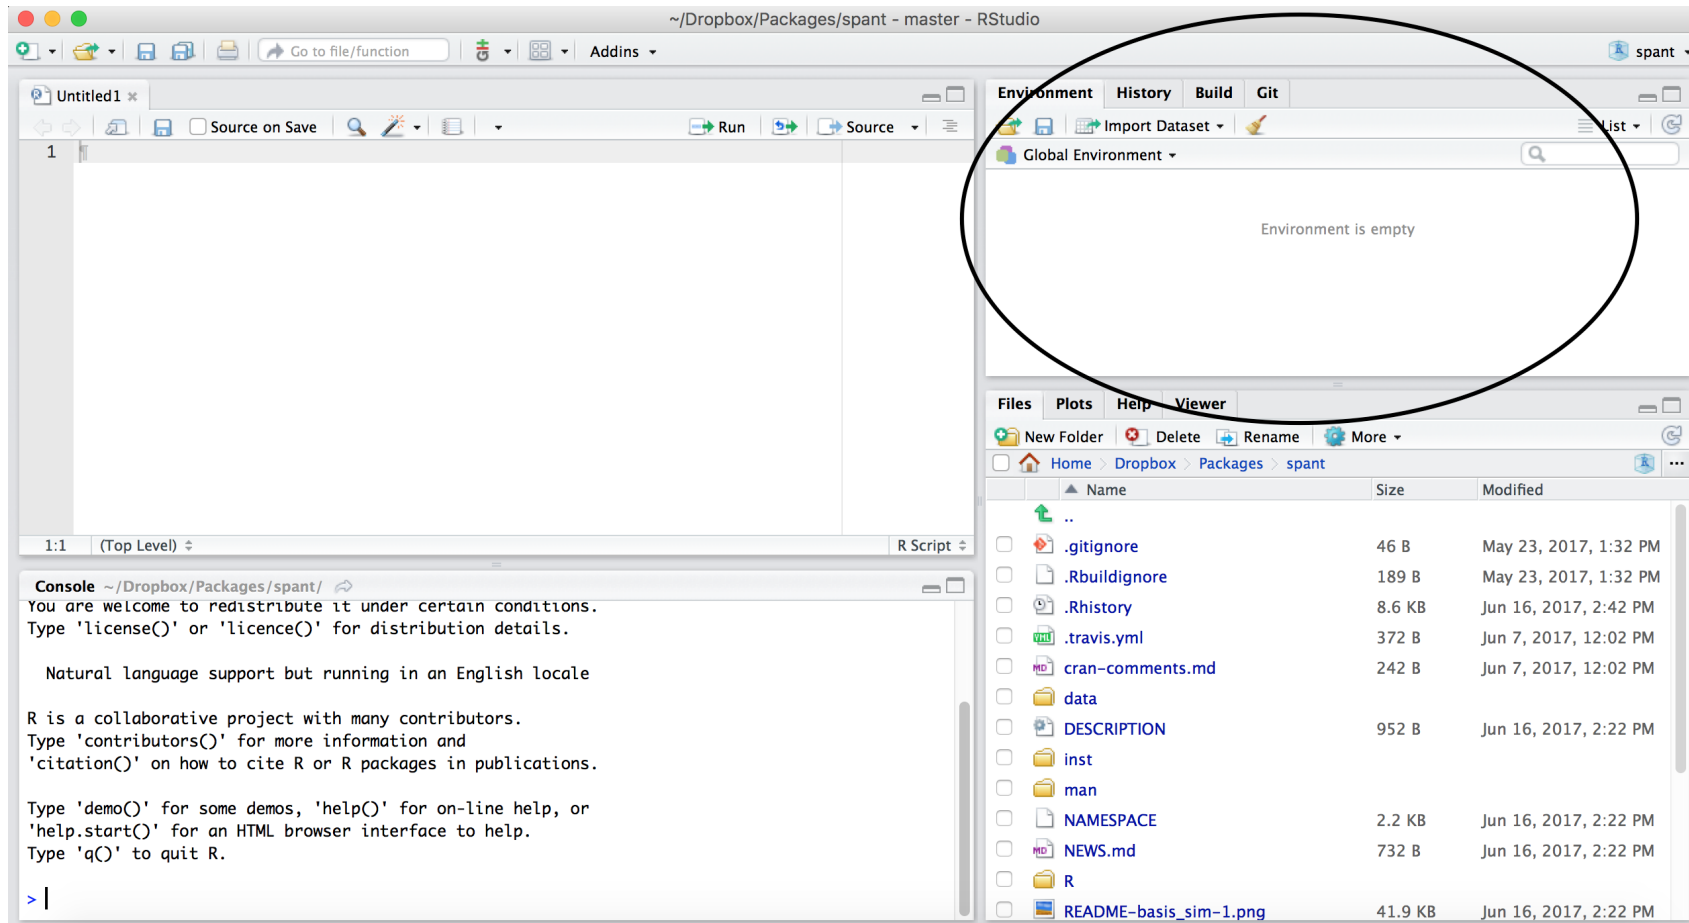 ~/Dropbox/Packages/spant - master - RStudio
Go to file/function Addins spant
Untitled1
Source on Save Run Source
1
1:1 (Top Level) R Script
Console ~/Dropbox/Packages/spant/
You are welcome to redistribute it under certain conditions.
Type 'license()' or 'licence()' for distribution details.
Natural language support but running in an English locale
R is a collaborative project with many contributors.
Type 'contributors()' for more information and
'citation()' on how to cite R or R packages in publications.
Type 'demo()' for some demos, 'help()' for on-line help, or
'help.start()' for an HTML browser interface to help.
Type 'q()' to quit R.
>
Environment History Build Git
Import Dataset List
Global Environment
Environment is empty
Files Plots Help Viewer
New Folder Delete Rename More
Home Dropbox Packages spant ...
Name Size Modified
..
.gitignore 46 B May 23, 2017, 1:32 PM
.Rbuildignore 189 B May 23, 2017, 1:32 PM
.Rhistory 8.6 KB Jun 16, 2017, 2:42 PM
.travis.yml 372 B Jun 7, 2017, 12:02 PM
cran-comments.md 242 B Jun 7, 2017, 12:02 PM
data
DESCRIPTION 952 B Jun 16, 2017, 2:22 PM
inst
man
NAMESPACE 2.2 KB Jun 16, 2017, 2:22 PM
NEWS.md 732 B Jun 16, 2017, 2:22 PM
R
README-basis_sim-1.png 41.9 KB Jun 16, 2017, 2:22 PM